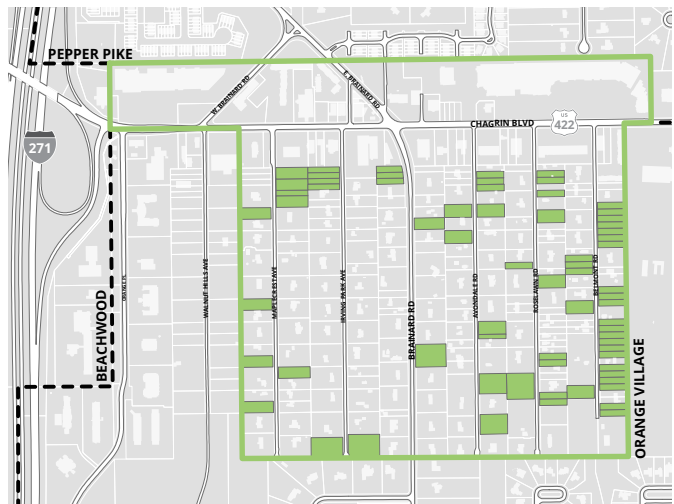 PEPPER PIKE
W. BRAINARD RD
E. BRAINARD RD
CHAGRIN BLVD
US
422
271
BEACHWOOD
WALNUT HILLS AVE
MAPLECREST AVE
IRVING PARK AVE
BRAINARD RD
AVONDALE RD
ROSELAWN RD
BELMONT RD
ORANGE VILLAGE